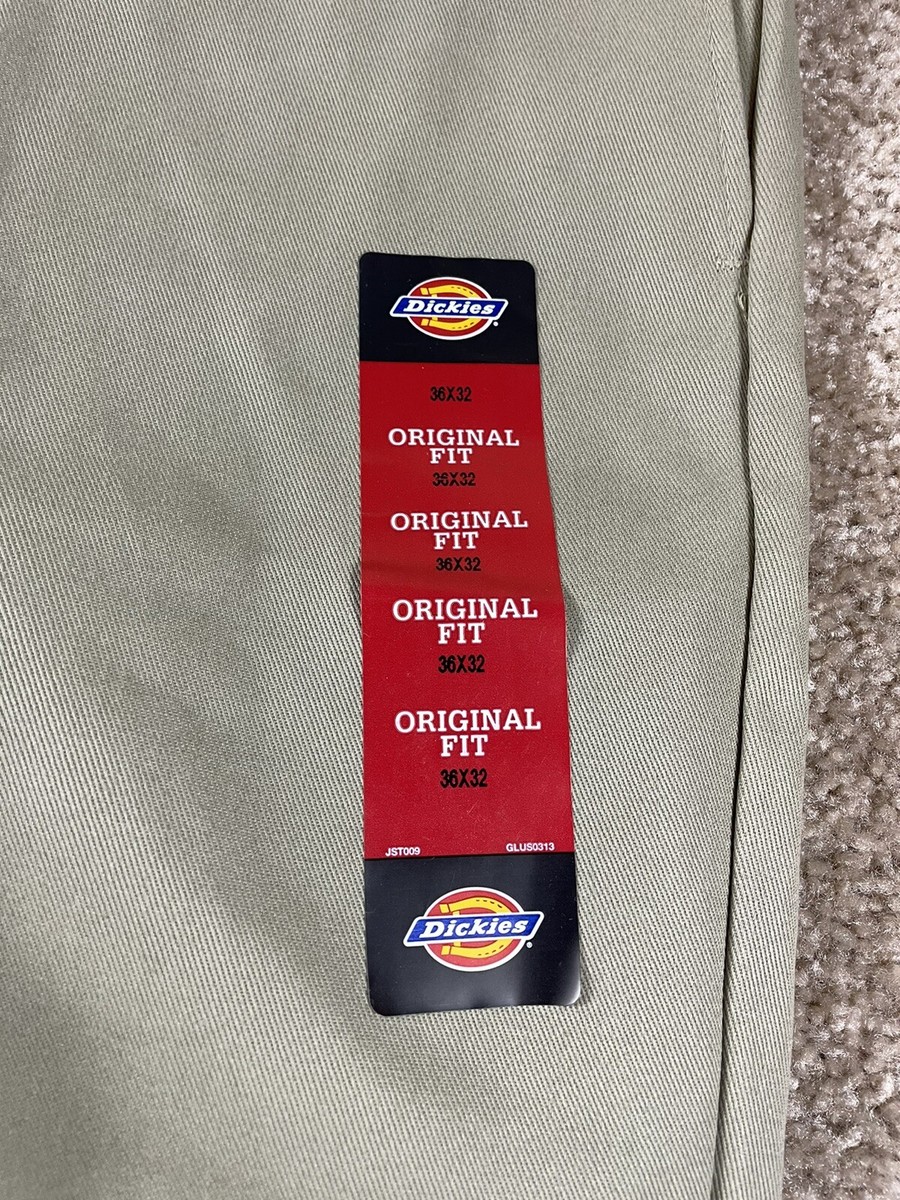 Dickies
36X32
ORIGINAL
FIT
36X32
ORIGINAL
FIT
36X32
ORIGINAL
FIT
36X32
ORIGINAL
FIT
36X32
JST009 GLUS0313
Dickies